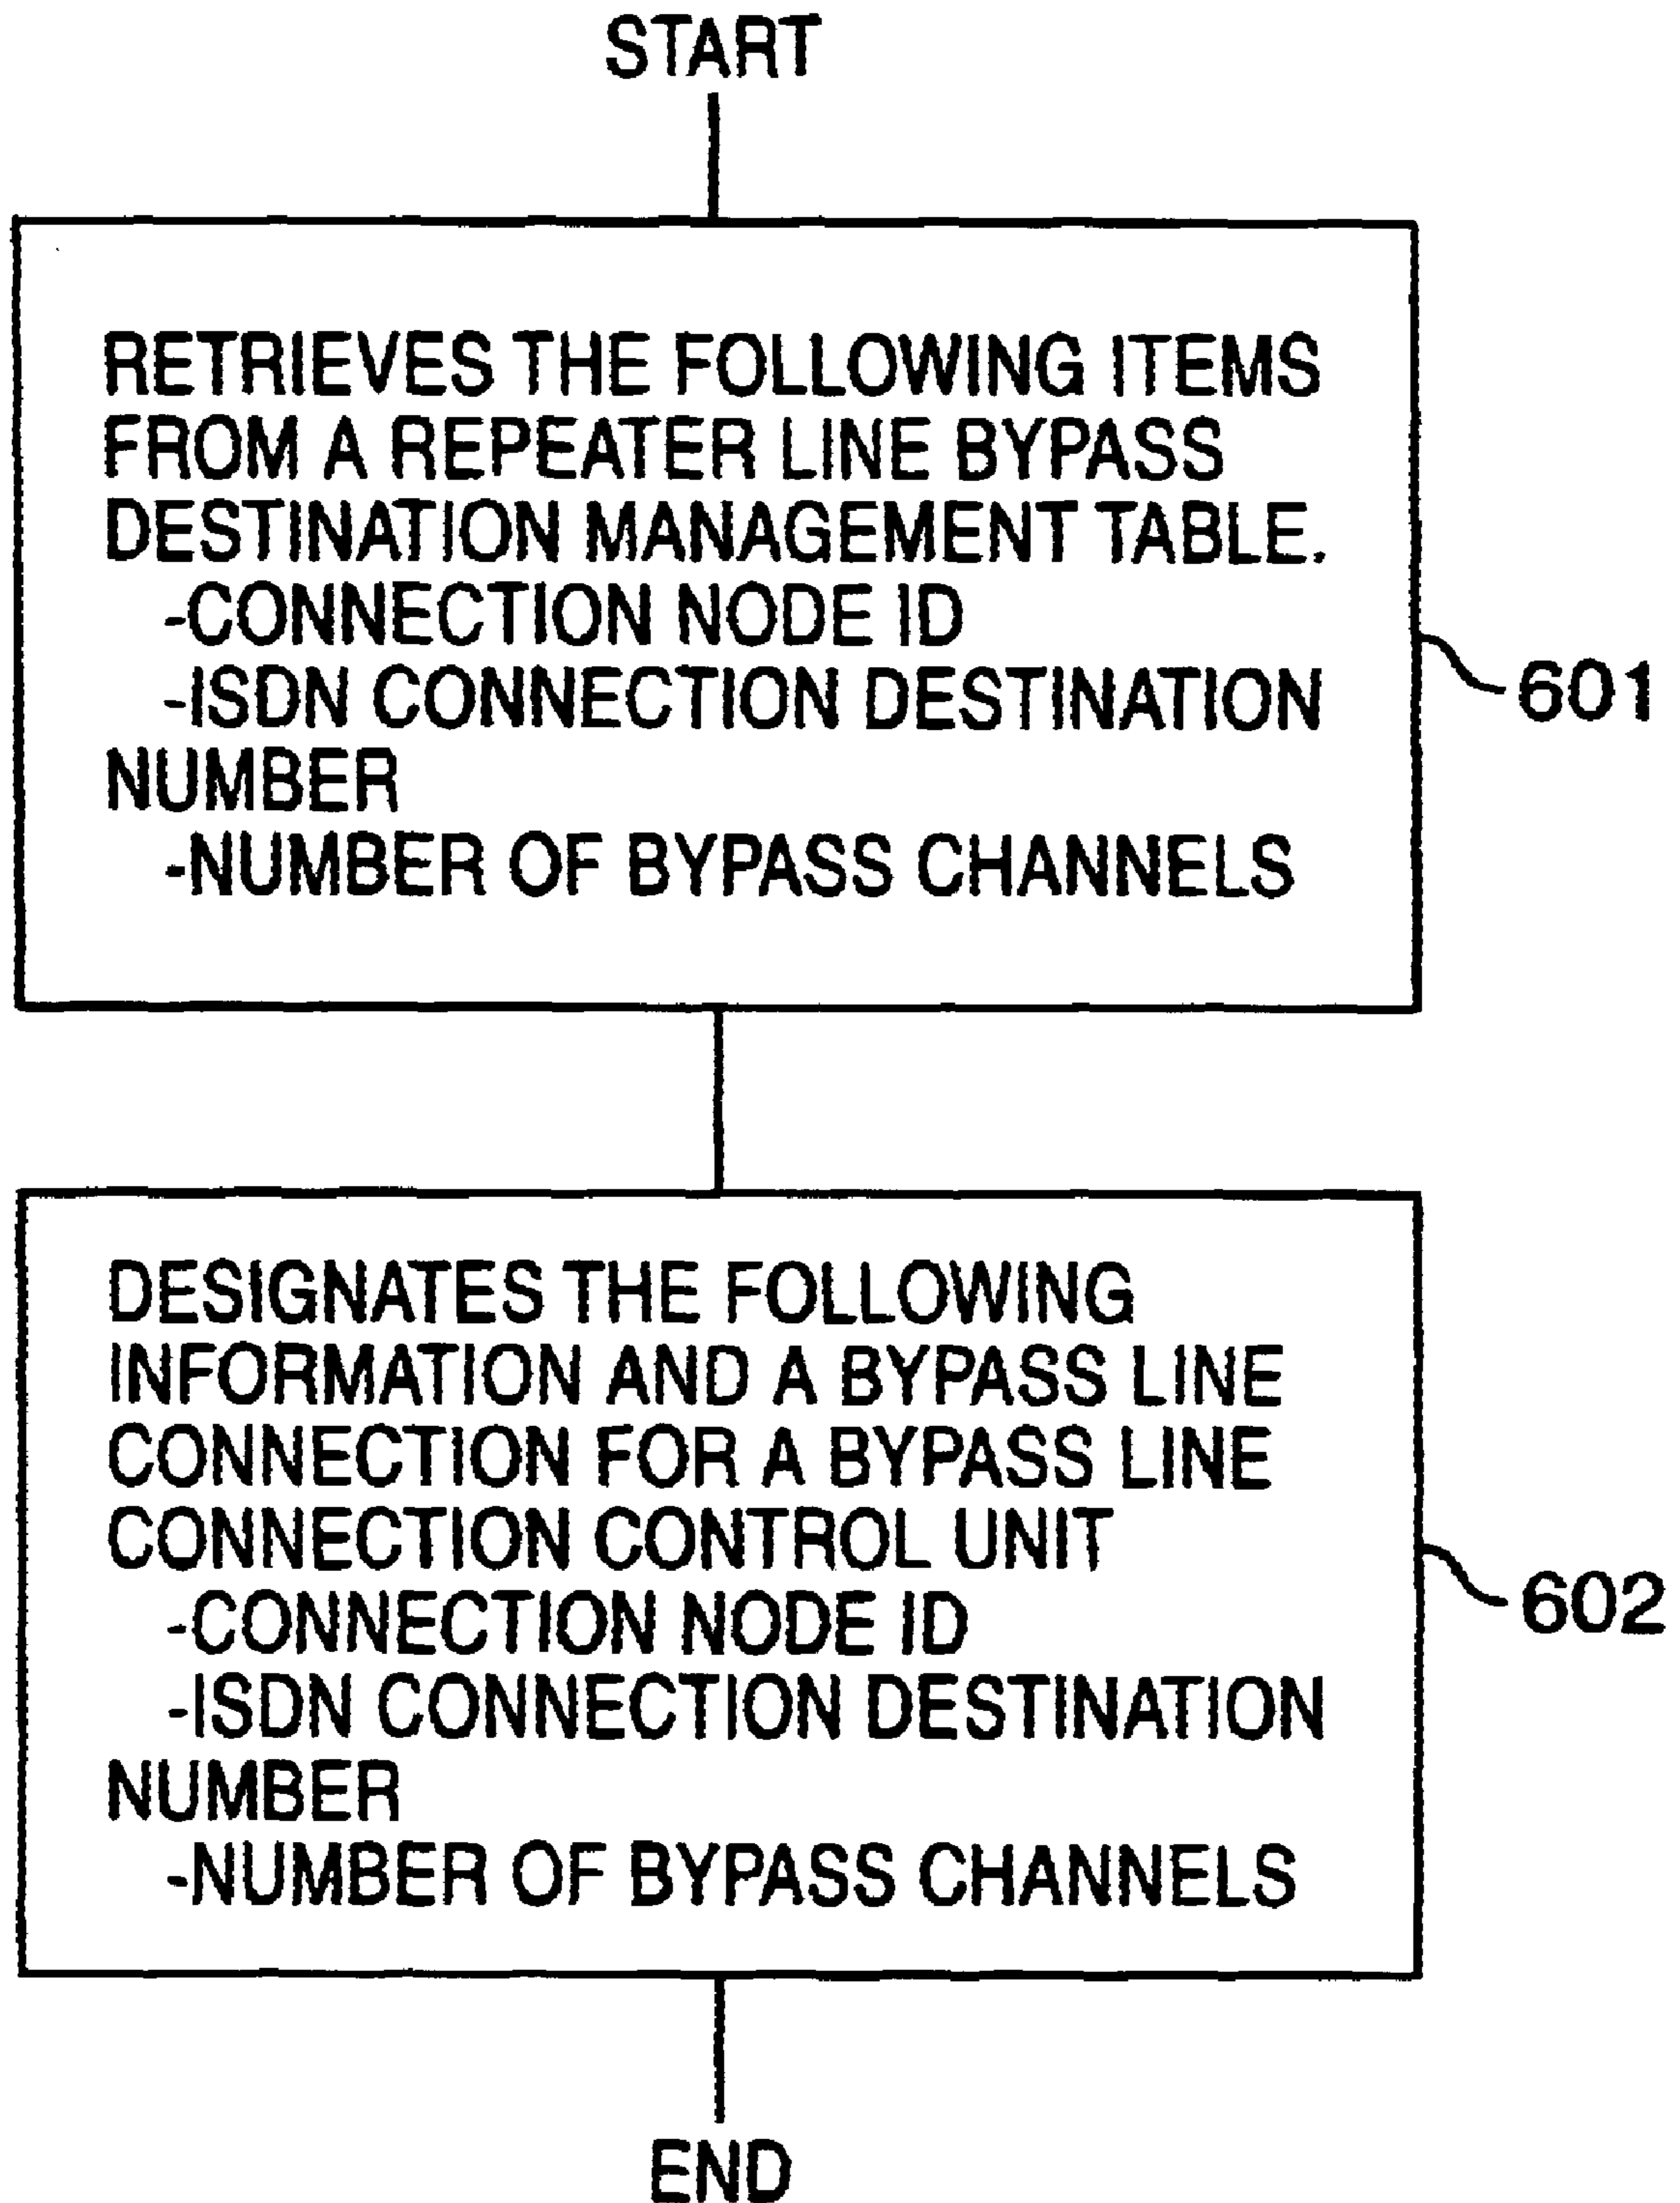 START
RETRIEVES THE FOLLOWING ITEMS
FROM A REPEATER LINE BYPASS
DESTINATION MANAGEMENT TABLE.
-CONNECTION NODE ID
-ISDN CONNECTION DESTINATION
NUMBER
-NUMBER OF BYPASS CHANNELS
601
DESIGNATES THE FOLLOWING
INFORMATION AND A BYPASS LINE
CONNECTION FOR A BYPASS LINE
CONNECTION CONTROL UNIT
-CONNECTION NODE ID
-ISDN CONNECTION DESTINATION
NUMBER
-NUMBER OF BYPASS CHANNELS
602
END